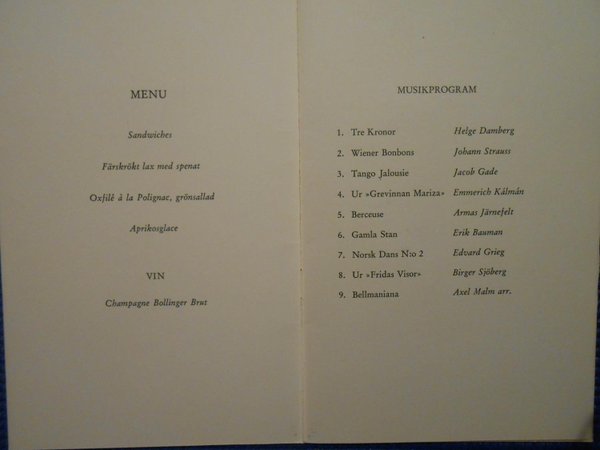 MENU
Sandwiches
Färskrökt lax med spenat
Oxfilê à la Polignac, grönsallad
Aprikosglace
VIN
Champagne Bollinger Brut
MUSIKPROGRAM
1. Tre Kronor Helge Damberg
2. Wiener Bonbons Johann Strauss
3. Tango Jalousie Jacob Gade
4. Ur »Grevinnan Mariza» Emmerich Kálmán
5. Berceuse Armas Järnefelt
6. Gamla Stan Erik Bauman
7. Norsk Dans N:o 2 Edvard Grieg
8. Ur »Fridas Visor» Birger Sjöberg
9. Bellmaniana Axel Malm arr.